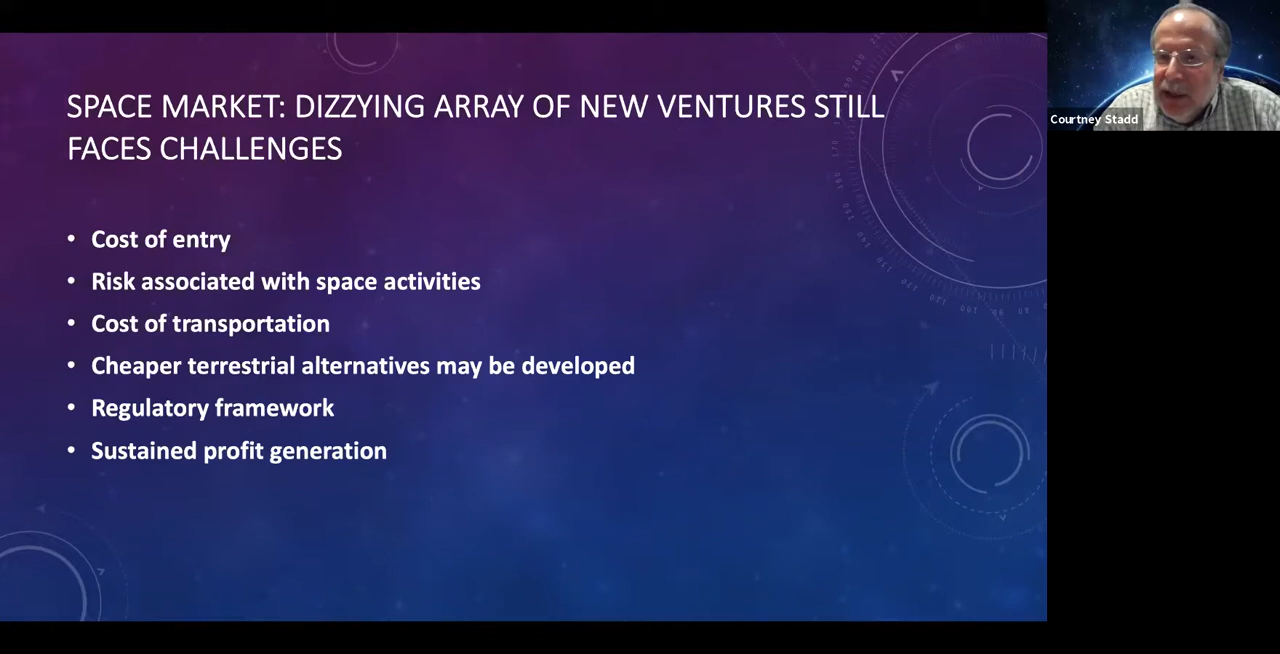 SPACE MARKET: DIZZYING ARRAY OF NEW VENTURES STILL
FACES CHALLENGES
• Cost of entry
• Risk associated with space activities
• Cost of transportation
• Cheaper terrestrial alternatives may be developed
• Regulatory framework
• Sustained profit generation
Courtney Stadd